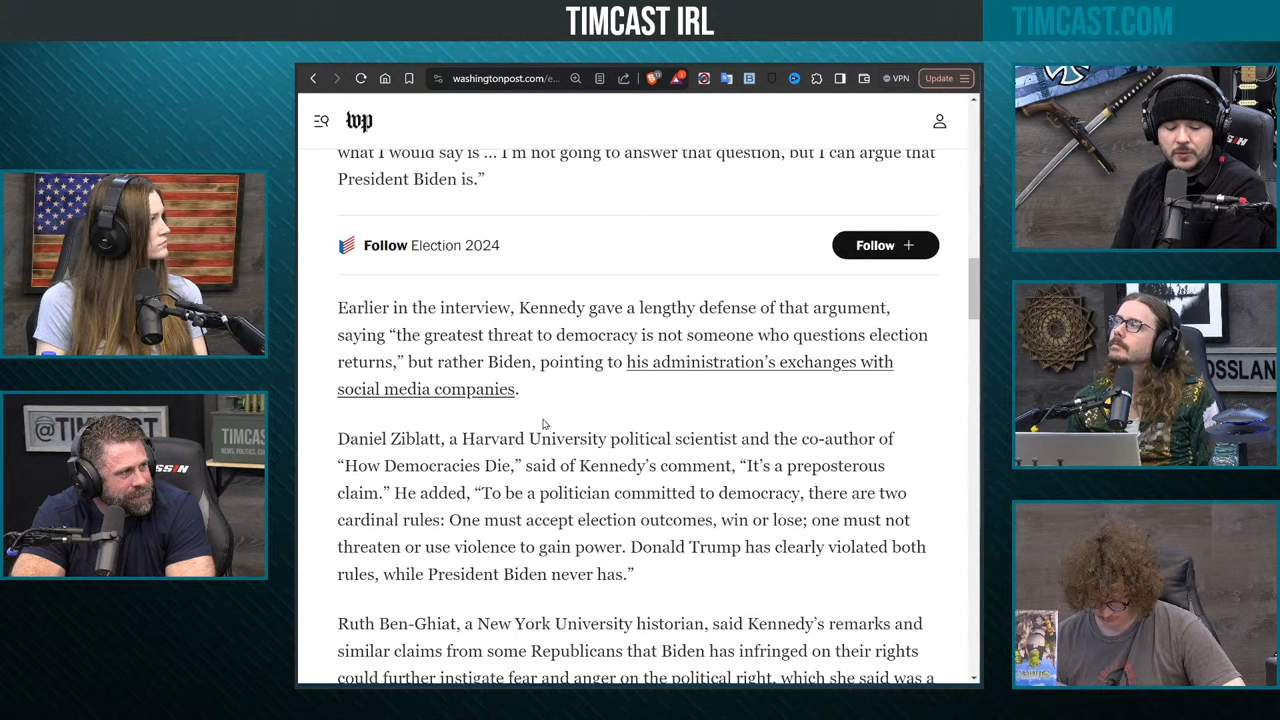 TIMCAST IRL
TIMCAST.COM
washingtonpost.com/e...
VPN
Update
wp
what I would say is ... I'm not going to answer that question, but I can argue that
President Biden is.”
Follow Election 2024
Follow +
Earlier in the interview, Kennedy gave a lengthy defense of that argument,
saying “the greatest threat to democracy is not someone who questions election
returns,” but rather Biden, pointing to his administration’s exchanges with
social media companies.
Daniel Ziblatt, a Harvard University political scientist and the co-author of
“How Democracies Die,” said of Kennedy’s comment, “It’s a preposterous
claim.” He added, “To be a politician committed to democracy, there are two
cardinal rules: One must accept election outcomes, win or lose; one must not
threaten or use violence to gain power. Donald Trump has clearly violated both
rules, while President Biden never has.”
Ruth Ben-Ghiat, a New York University historian, said Kennedy’s remarks and
similar claims from some Republicans that Biden has infringed on their rights
could further instigate fear and anger on the political right, which she said was a
@TIMCAST
TIMCAS
NEWS, POLITICS, CU
SSIN
SSIN
OSSLAN